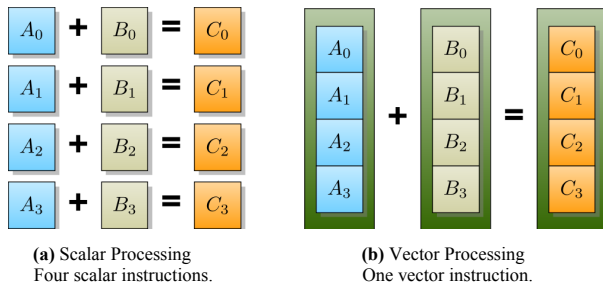 A₀ + B₀ = C₀
A₁ + B₁ = C₁
A₂ + B₂ = C₂
A₃ + B₃ = C₃
(a) Scalar Processing
Four scalar instructions.
A₀ B₀ C₀
A₁ B₁ C₁
+ =
A₂ B₂ C₂
A₃ B₃ C₃
(b) Vector Processing
One vector instruction.